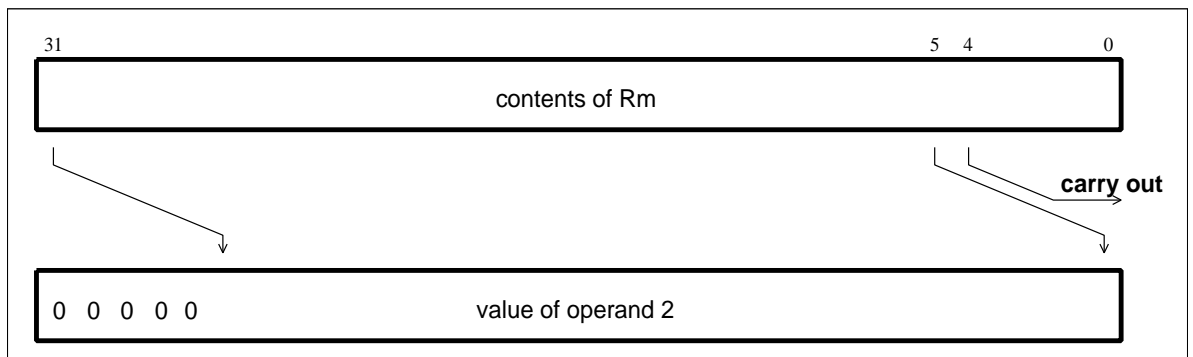 31 5 4 0
contents of Rm
carry out
0 0 0 0 0 value of operand 2